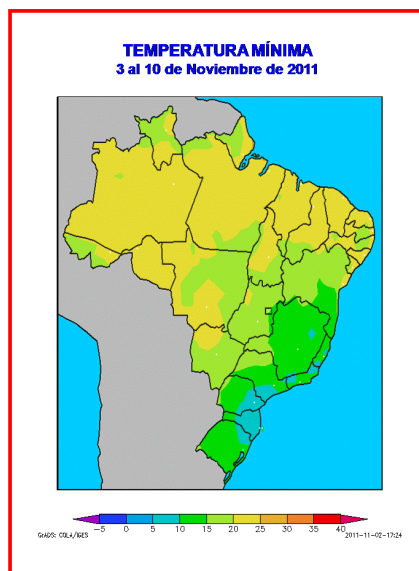 TEMPERATURA MÍNIMA
3 al 10 de Noviembre de 2011
-5 0 5 10 15 20 25 30 35 40
GrADS: COLA/IGES 2011-11-02-17:24